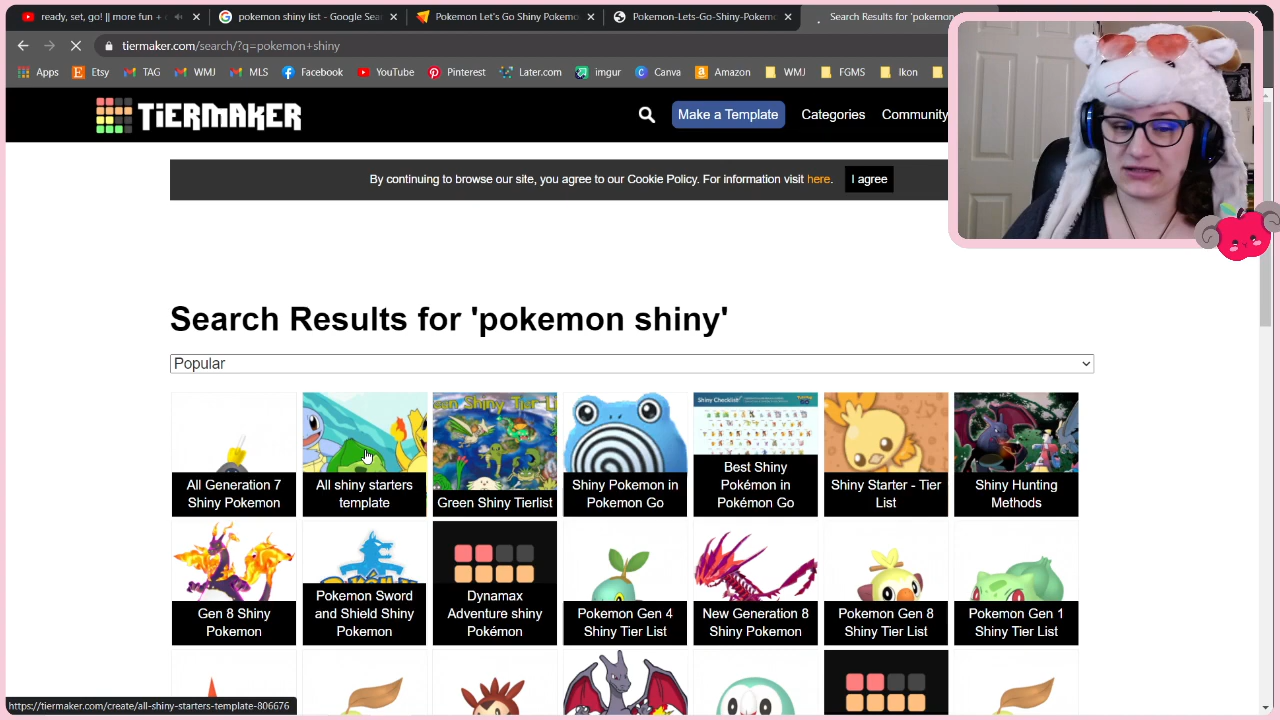 ready, set, go! || more fun +
pokemon shiny list - Google Sea
Pokemon Let's Go Shiny Pokemo
Pokemon-Lets-Go-Shiny-Pokem
Search Results for 'pokemon
tiermaker.com/search/?q=pokemon+shiny
Apps
Etsy
TAG
WMJ
MLS
Facebook
YouTube
Pinterest
Later.com
imgur
Canva
Amazon
WMJ
FGMS
Ikon
TiERMAKER
Make a Template
Categories
Community
By continuing to browse our site, you agree to our Cookie Policy. For information visit here.
I agree
Search Results for 'pokemon shiny'
Popular
All Generation 7
Shiny Pokemon
All shiny starters
template
Green Shiny Tierlist
Shiny Pokemon in
Pokemon Go
Shiny Checklist
Best Shiny
Pokémon in
Pokémon Go
Shiny Starter - Tier
List
Shiny Hunting
Methods
Gen 8 Shiny
Pokemon
Pokemon Sword
and Shield Shiny
Pokemon
Dynamax
Adventure shiny
Pokémon
Pokemon Gen 4
Shiny Tier List
New Generation 8
Shiny Pokemon
Pokemon Gen 8
Shiny Tier List
Pokemon Gen 1
Shiny Tier List
https://tiermaker.com/create/all-shiny-starters-template-806676